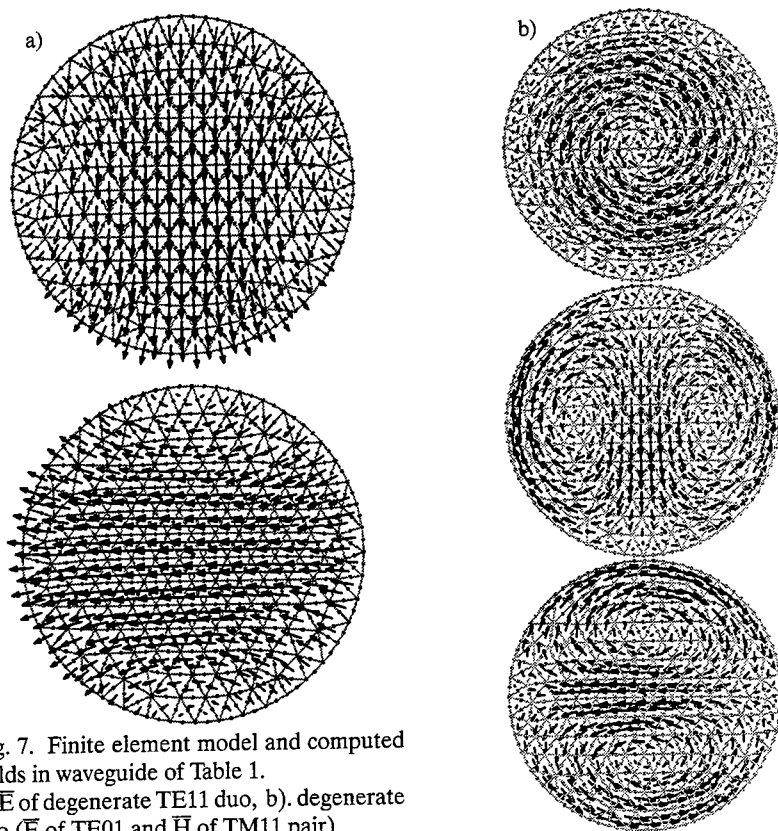 a)
b)
g. 7. Finite element model and computed
lds in waveguide of Table 1.
E̅ of degenerate TE11 duo, b). degenerate
o (E̅ of TE01 and H̅ of TM11 pair)